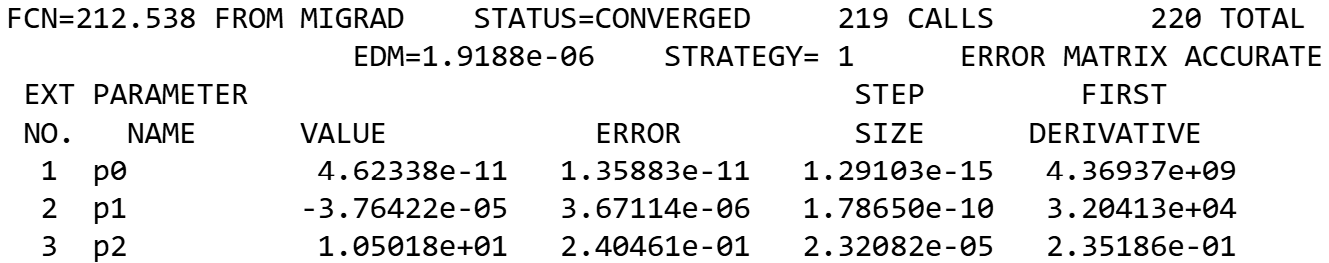 FCN=212.538 FROM MIGRAD    STATUS=CONVERGED     219 CALLS         220 TOTAL
                    EDM=1.9188e-06    STRATEGY= 1      ERROR MATRIX ACCURATE
 EXT PARAMETER                                   STEP         FIRST
 NO.   NAME      VALUE            ERROR          SIZE      DERIVATIVE
  1  p0           4.62338e-11   1.35883e-11   1.29103e-15   4.36937e+09
  2  p1          -3.76422e-05   3.67114e-06   1.78650e-10   3.20413e+04
  3  p2           1.05018e+01   2.40461e-01   2.32082e-05   2.35186e-01